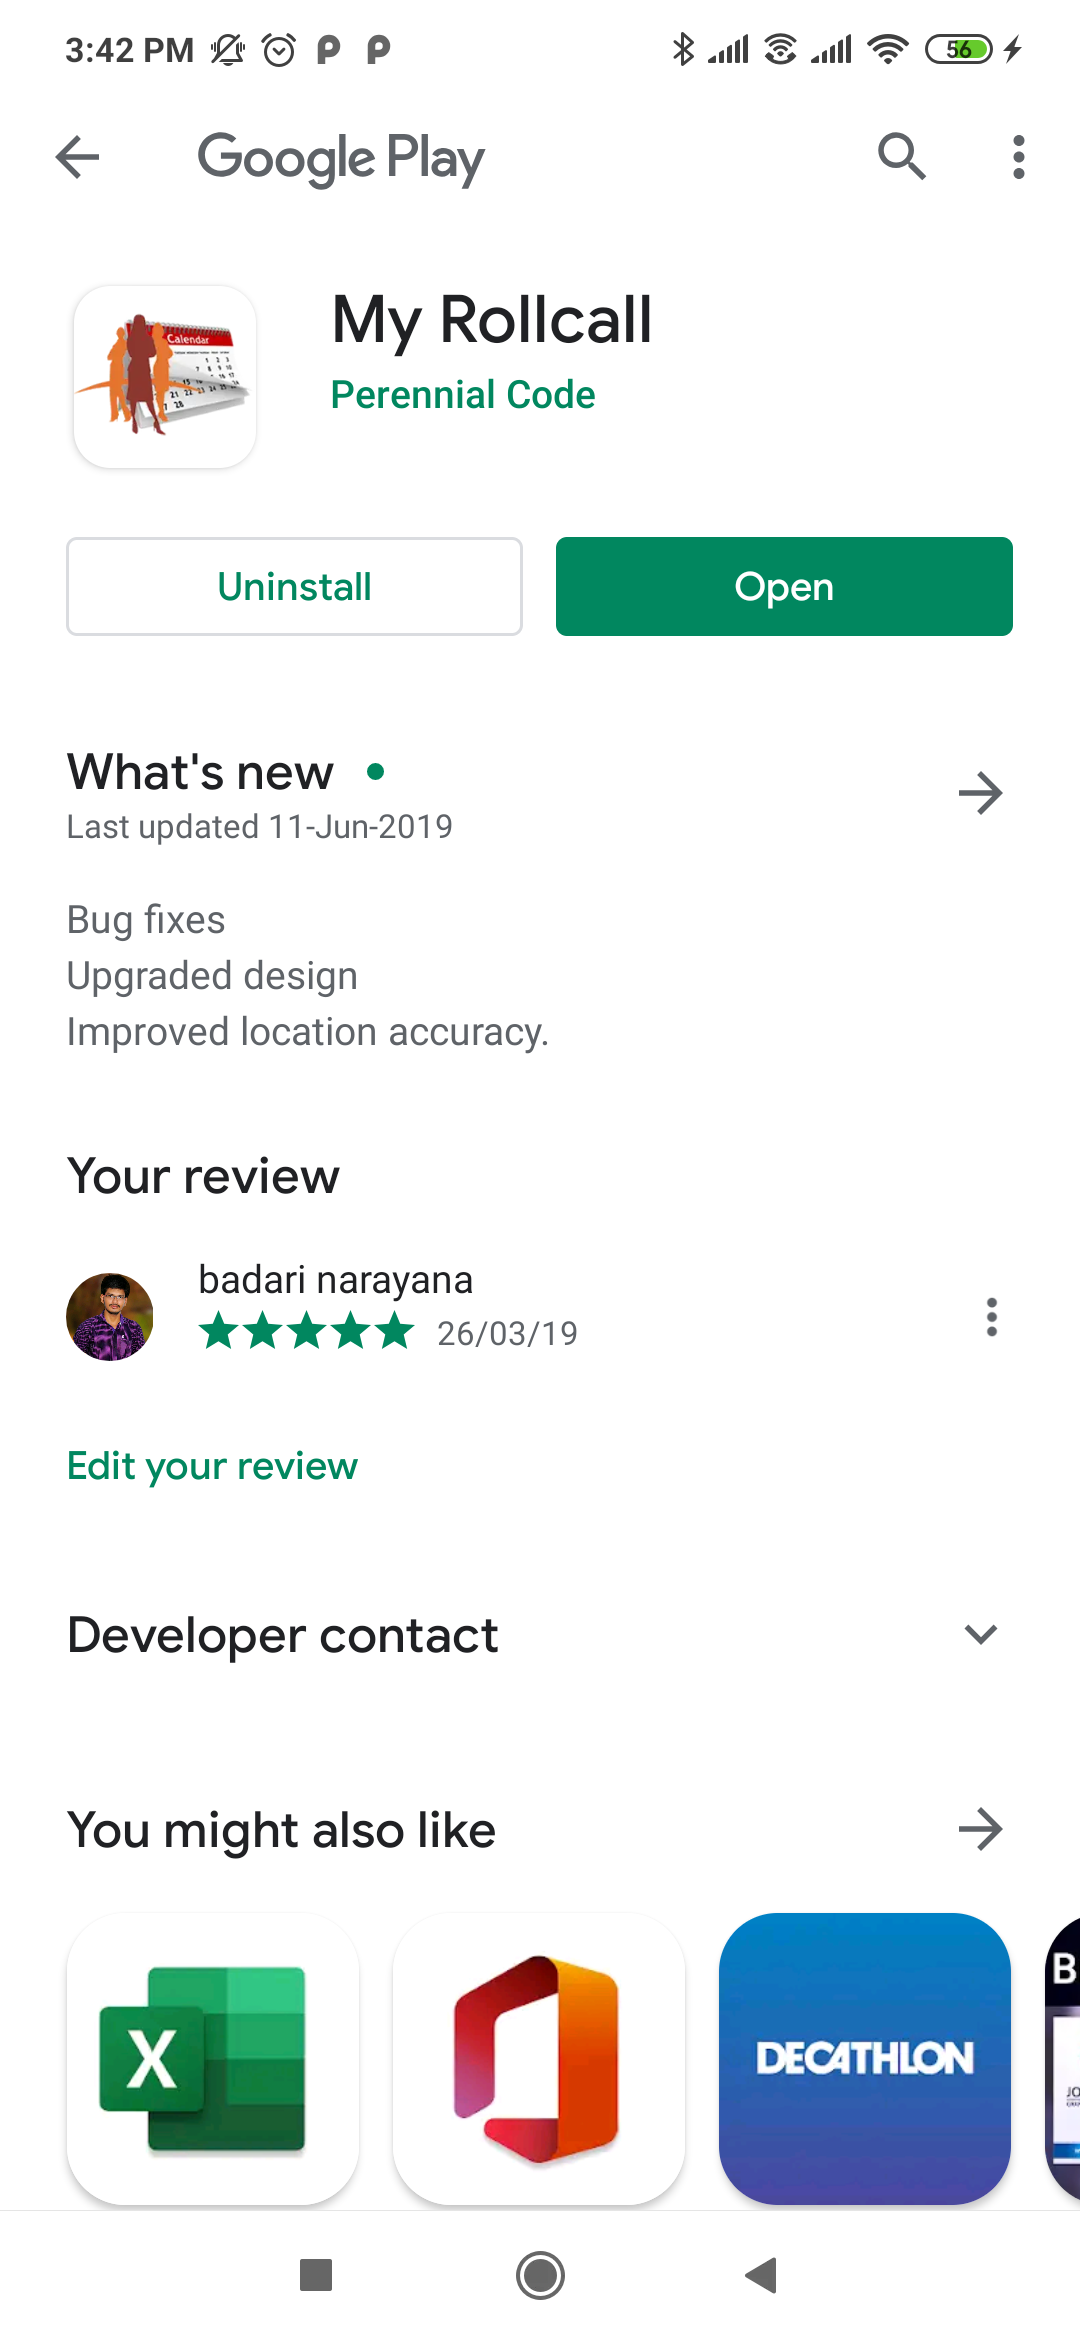 3:42 PM
56
Google Play
Calendar
My Rollcall
Perennial Code
Uninstall
Open
What's new
Last updated 11-Jun-2019
Bug fixes
Upgraded design
Improved location accuracy.
Your review
badari narayana
26/03/19
Edit your review
Developer contact
You might also like
X
DECATHLON
B
JO